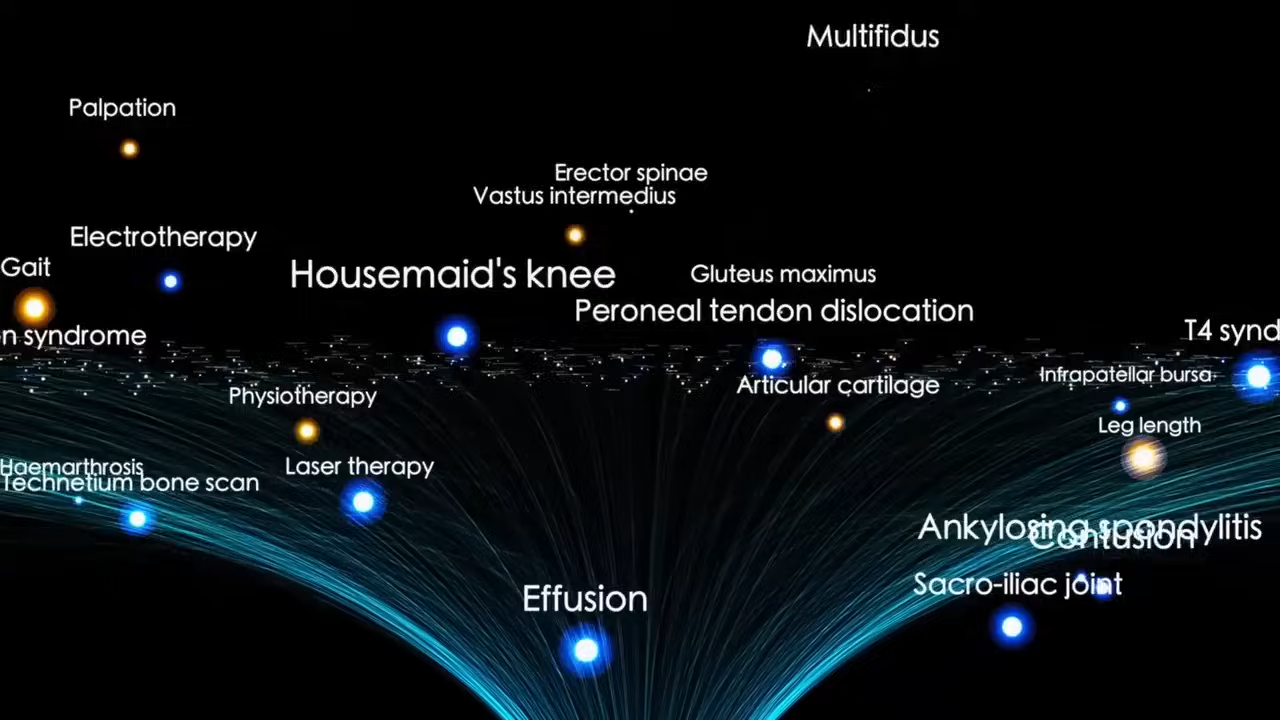 Multifidus
Palpation
Erector spinae
Vastus intermedius
Electrotherapy
Gait
Housemaid's knee
Gluteus maximus
Peroneal tendon dislocation
n syndrome
T4 synd
Infrapatellar bursa
Articular cartilage
Physiotherapy
Leg length
Haemarthrosis
Laser therapy
Technetium bone scan
Ankylosing spondylitis
Contusion
Sacro-iliac joint
Effusion